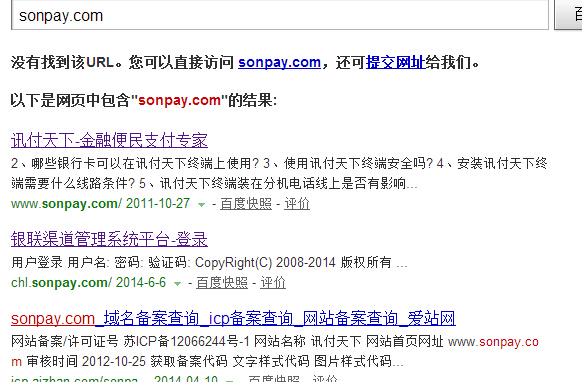 sonpay.com
没有找到该URL。您可以直接访问 sonpay.com，还可提交网址给我们。
以下是网页中包含"sonpay.com"的结果:
讯付天下-金融便民支付专家
2、哪些银行卡可以在讯付天下终端上使用? 3、使用讯付天下终端安全吗? 4、安装讯付天下终
端需要什么线路条件? 5、讯付天下终端装在分机电话线上是否有影响...
www.sonpay.com/ 2011-10-27 - 百度快照 - 评价
银联渠道管理系统平台-登录
用户登录 用户名: 密码: 验证码: CopyRight(C) 2008-2014 版权所有 ...
chl.sonpay.com/ 2014-6-6 - 百度快照 - 评价
sonpay.com_域名备案查询_icp备案查询_网站备案查询_爱站网
网站备案/许可证号 苏ICP备12066244号-1 网站名称 讯付天下 网站首页网址 www.sonpay.co
m 审核时间 2012-10-25 获取备案代码 文字样式代码 图片样式代码...
icp.aizhan.com/sonpa... 2014-04-10 - 百度快照 - 评价